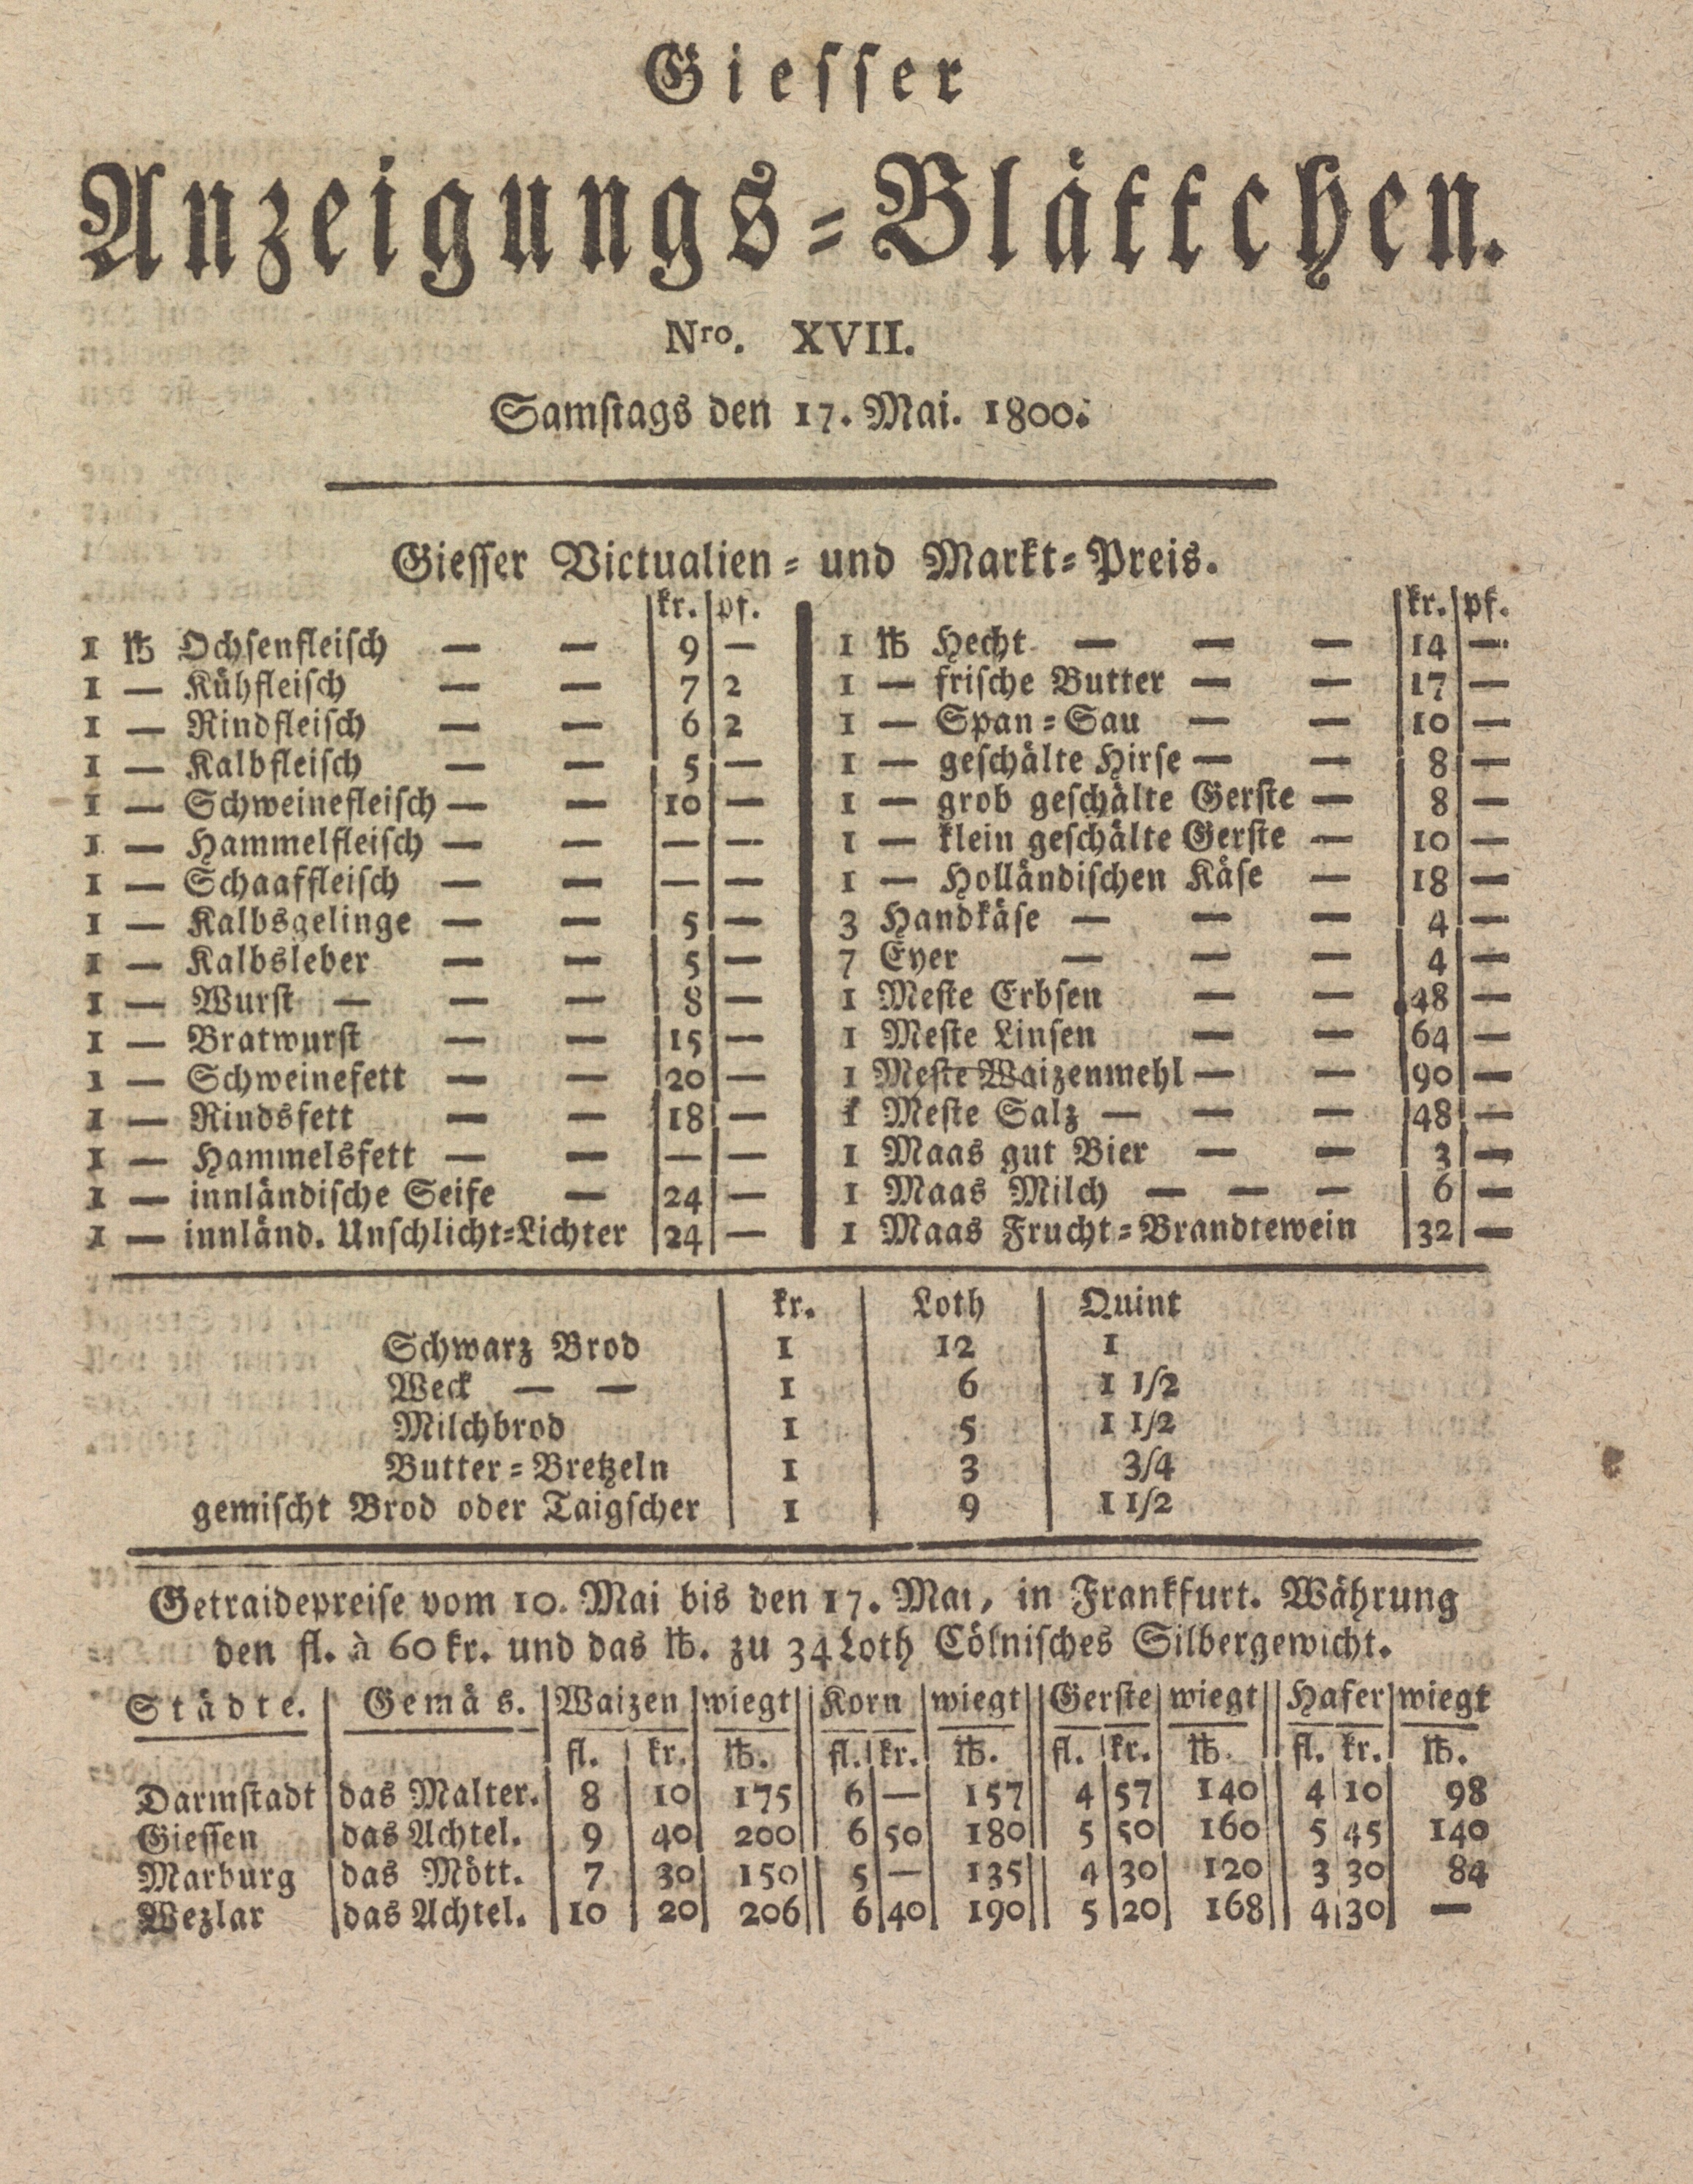 Giesser
Anzeigungs-Blättchen.
Nro. XVII.
Samstags den 17. Mai. 1800.
Giesser Victualien- und Markt-Preis.
kr. pf.
1 ℔ Ochsenfleisch — — 9 —
1 — Kühfleisch — — 7 2
1 — Rindfleisch — — 6 2
1 — Kalbfleisch — — 5 —
1 — Schweinefleisch — — 10 —
1 — Hammelfleisch — — — —
1 — Schaaffleisch — — — —
1 — Kalbsgelinge — — 5 —
1 — Kalbsleber — — 5 —
1 — Wurst — — — 8 —
1 — Bratwurst — — 15 —
1 — Schweinefett — — 20 —
1 — Rindsfett — — 18 —
1 — Hammelsfett — — — —
1 — innländische Seife — 24 —
1 — innländ. Unschlicht-Lichter 24 —
kr. pf.
1 ℔ Hecht — — — 14 —
1 — frische Butter — — 17 —
1 — Span-Sau — — 10 —
1 — geschälte Hirse — — 8 —
1 — grob geschälte Gerste — 8 —
1 — klein geschälte Gerste — 10 —
1 — Holländischen Käse — 18 —
3 Handkäse — — — 4 —
7 Eyer — — — 4 —
1 Meste Erbsen — — 48 —
1 Meste Linsen — — 64 —
1 Meste Waizenmehl — — 90 —
1 Meste Salz — — — 48 —
1 Maas gut Bier — — 3 —
1 Maas Milch — — — 6 —
1 Maas Frucht-Brandtewein 32 —
kr. Loth Quint
Schwarz Brod 1 12 1
Weck — — 1 6 1 1/2
Milchbrod 1 5 1 1/2
Butter-Bretzeln 1 3 3/4
gemischt Brod oder Taigscher 1 9 1 1/2
Getraidepreise vom 10. Mai bis den 17. Mai, in Frankfurt. Währung
den fl. à 60 kr. und das ℔. zu 34 Loth Cölnisches Silbergewicht.
Städte. Gemäs. Waizen wiegt Korn wiegt Gerste wiegt Hafer wiegt
fl. kr. ℔. fl. kr. ℔. fl. kr. ℔. fl. kr. ℔.
Darmstadt das Malter. 8 10 175 6 — 157 4 57 140 4 10 98
Giessen das Achtel. 9 40 200 6 50 180 5 50 160 5 45 140
Marburg das Mött. 7 30 150 5 — 135 4 30 120 3 30 84
Wezlar das Achtel. 10 20 206 6 40 190 5 20 168 4 30 —